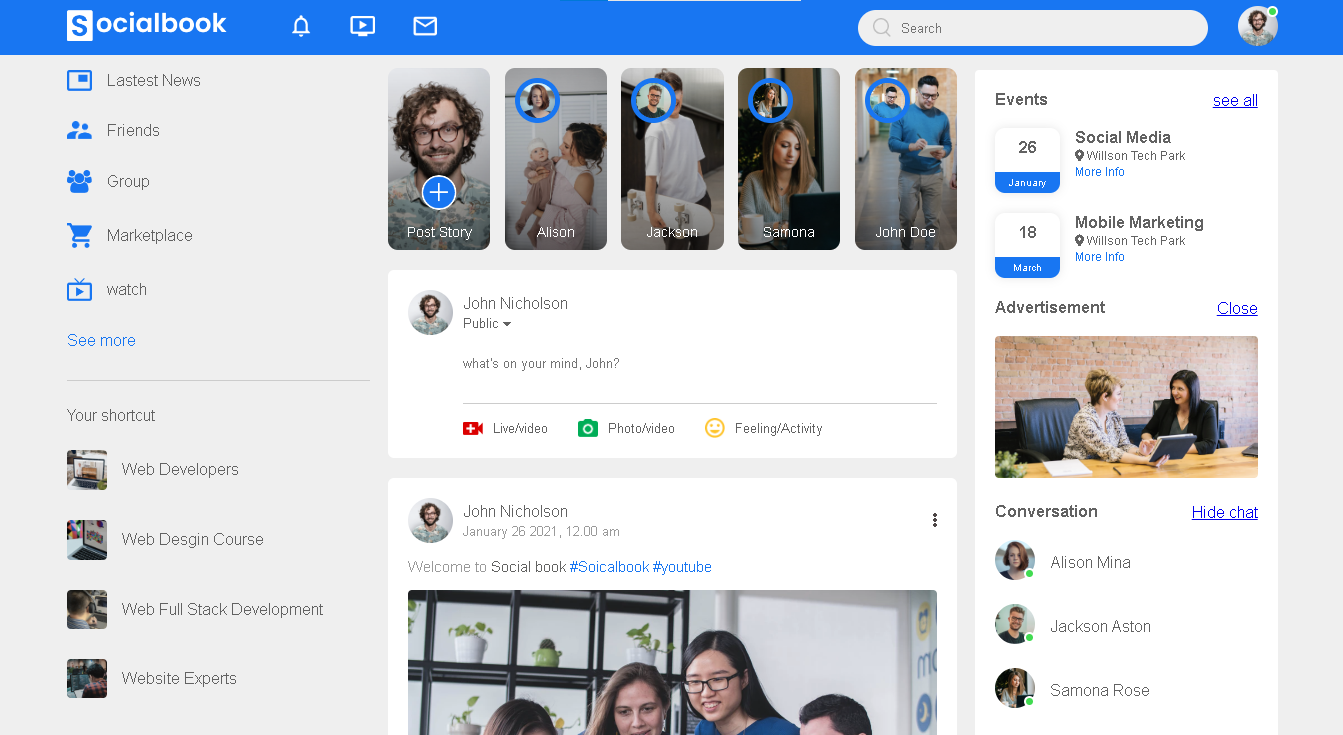 Socialbook
Search
Lastest News
Friends
Group
Marketplace
watch
See more
Your shortcut
Web Developers
Web Desgin Course
Web Full Stack Development
Website Experts
Post Story
Alison
Jackson
Samona
John Doe
John Nicholson
Public
what's on your mind, John?
Live/video
Photo/video
Feeling/Activity
John Nicholson
January 26 2021, 12.00 am
Welcome to Social book #Soicalbook #youtube
Events
see all
26
January
Social Media
Willson Tech Park
More Info
18
March
Mobile Marketing
Willson Tech Park
More Info
Advertisement
Close
Conversation
Hide chat
Alison Mina
Jackson Aston
Samona Rose